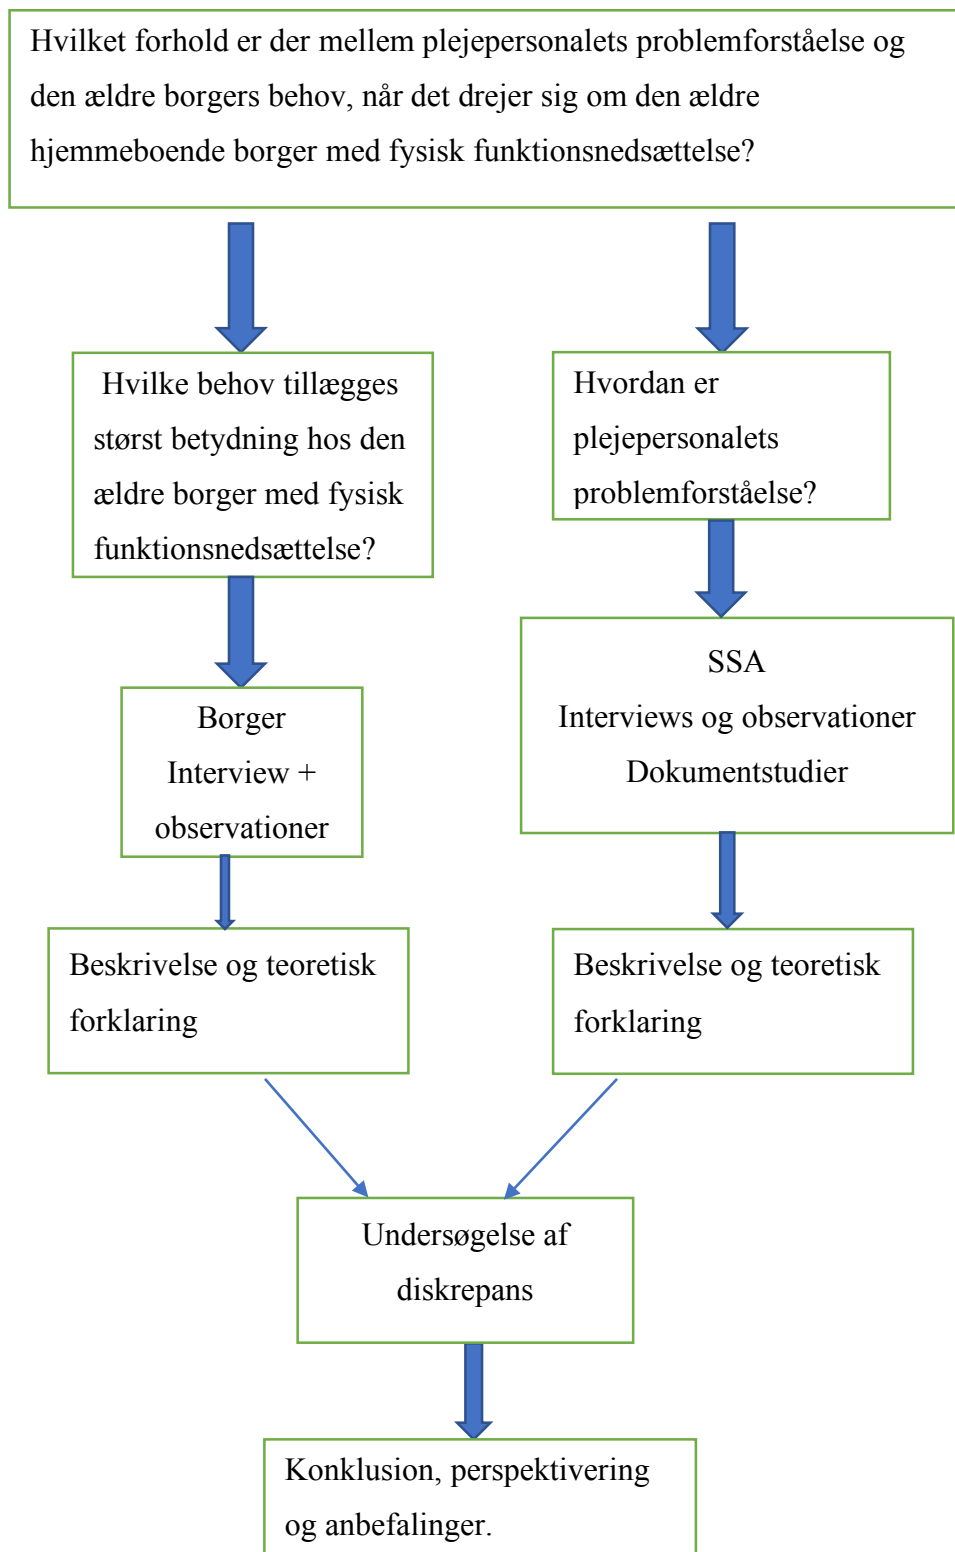 Hvilket forhold er der mellem plejepersonalets problemforståelse og
den ældre borgers behov, når det drejer sig om den ældre
hjemmeboende borger med fysisk funktionsnedsættelse?
Hvilke behov tillægges
størst betydning hos den
ældre borger med fysisk
funktionsnedsættelse?
Hvordan er
plejepersonalets
problemforståelse?
Borger
Interview +
observationer
SSA
Interviews og observationer
Dokumentstudier
Beskrivelse og teoretisk
forklaring
Beskrivelse og teoretisk
forklaring
Undersøgelse af
diskrepans
Konklusion, perspektivering
og anbefalinger.